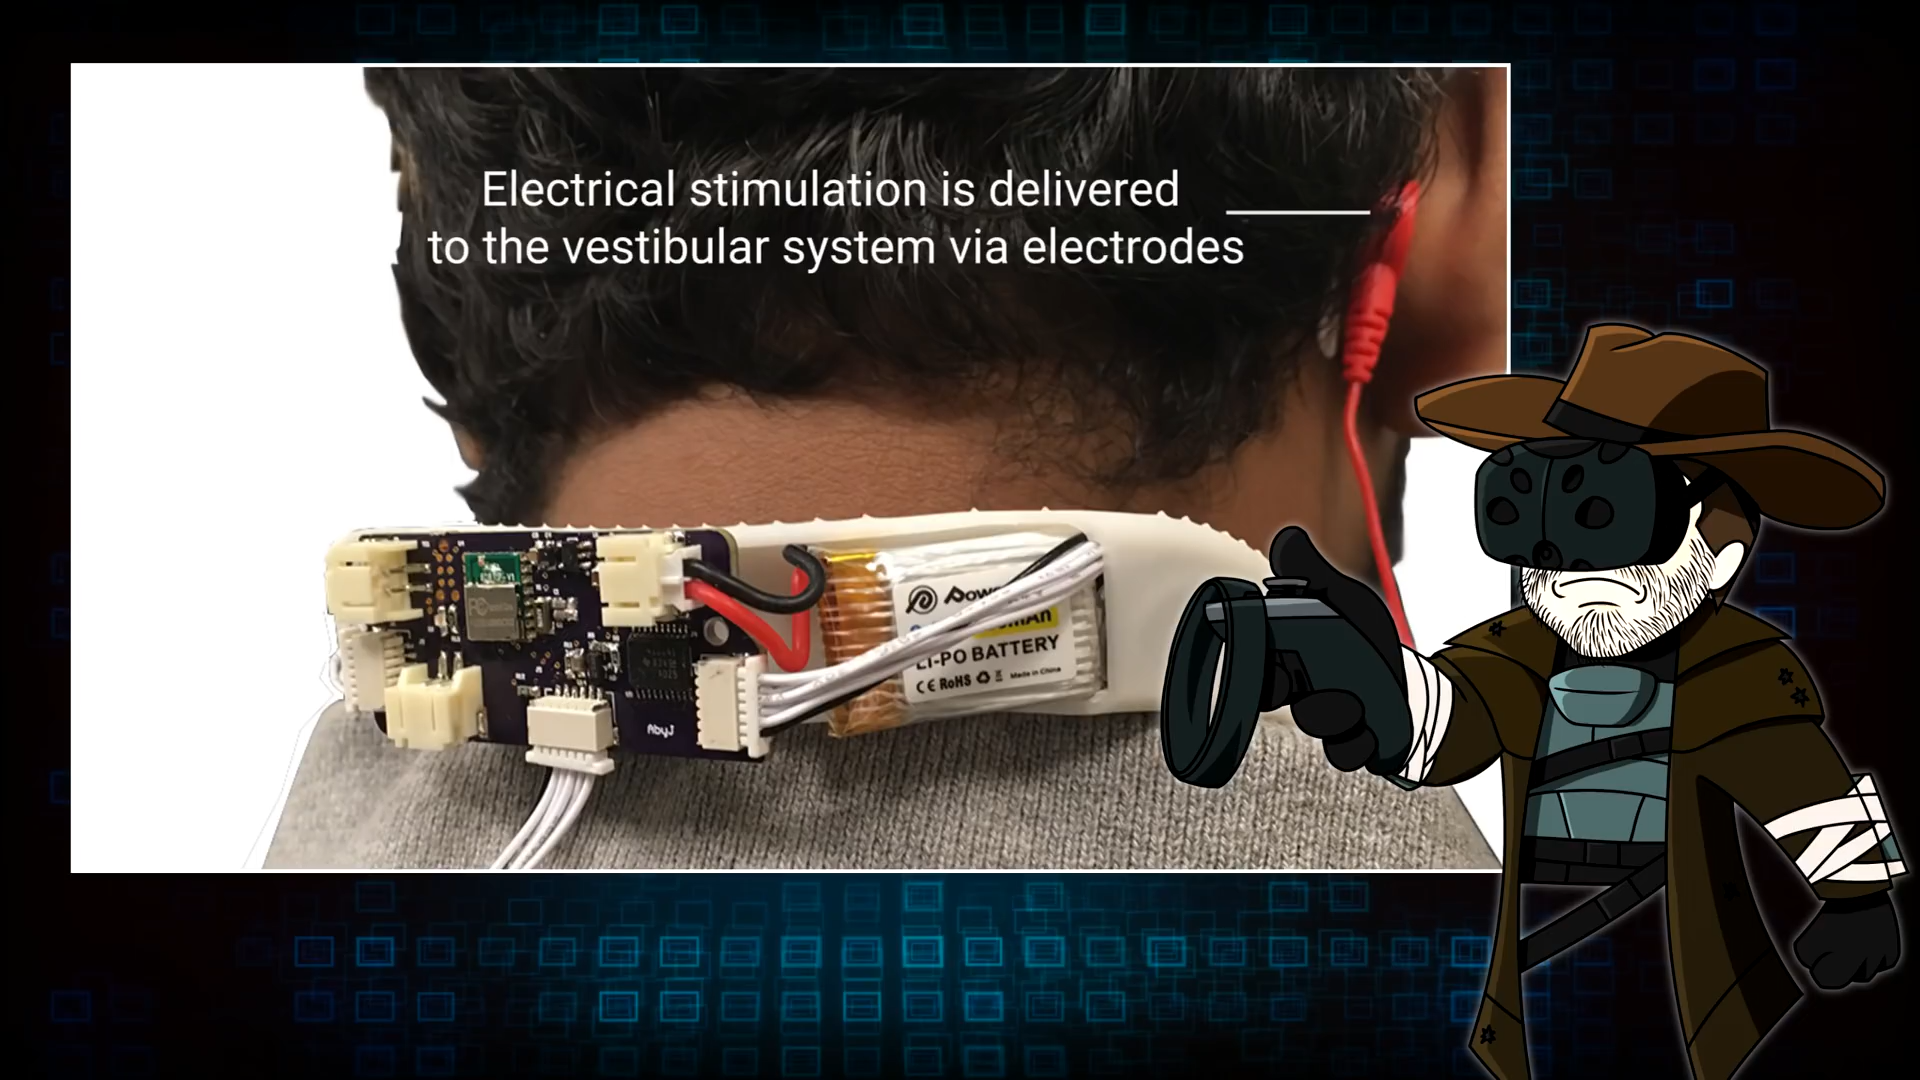 Electrical stimulation is delivered
to the vestibular system via electrodes
LI-PO BATTERY
CE RoHS
Made in China
AbyJ